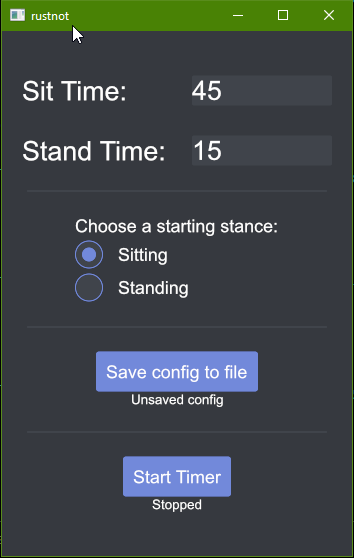 rustnot
Sit Time: 45
Stand Time: 15
Choose a starting stance:
Sitting
Standing
Save config to file
Unsaved config
Start Timer
Stopped